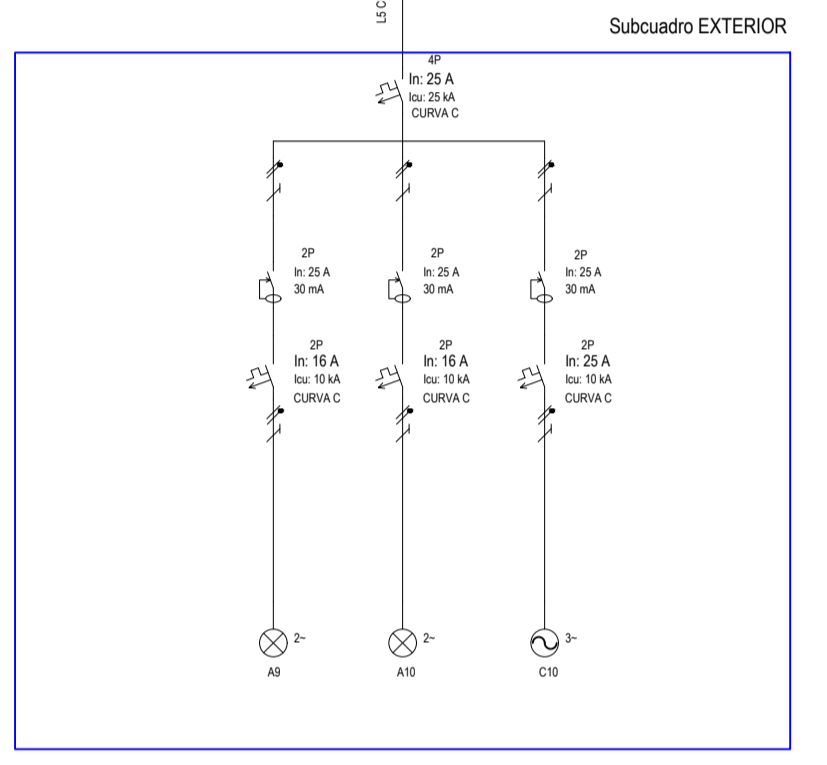 L5 C
Subcuadro EXTERIOR
4P
In: 25 A
Icu: 25 kA
CURVA C
2P
In: 25 A
30 mA
2P
In: 25 A
30 mA
2P
In: 25 A
30 mA
2P
In: 16 A
Icu: 10 kA
CURVA C
2P
In: 16 A
Icu: 10 kA
CURVA C
2P
In: 25 A
Icu: 10 kA
CURVA C
2~
A9
2~
A10
3~
C10